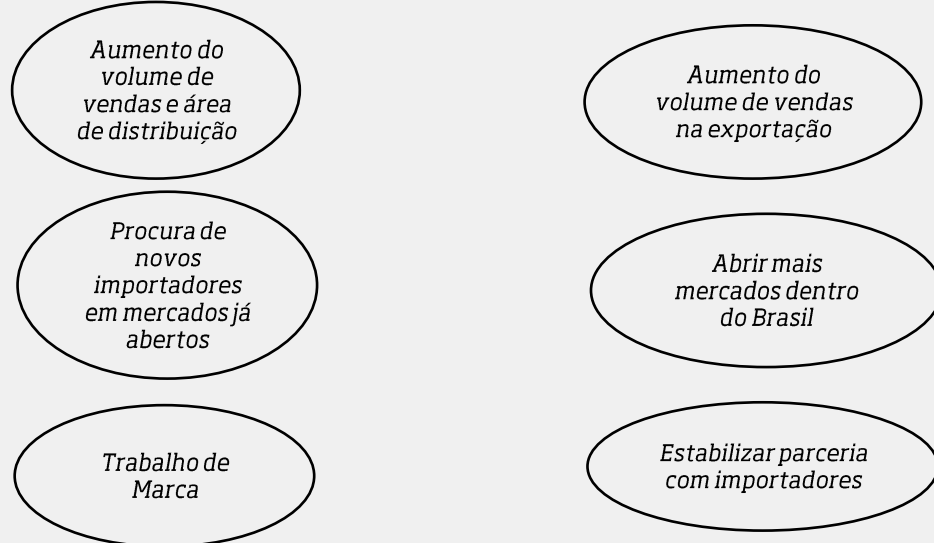 Aumento do
volume de
vendas e área
de distribuição
Procura de
novos
importadores
em mercados já
abertos
Trabalho de
Marca
Aumento do
volume de vendas
na exportação
Abrir mais
mercados dentro
do Brasil
Estabilizar parceria
com importadores